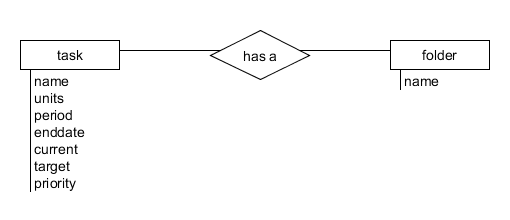 task
has a
folder
name
units
period
enddate
current
target
priority
name